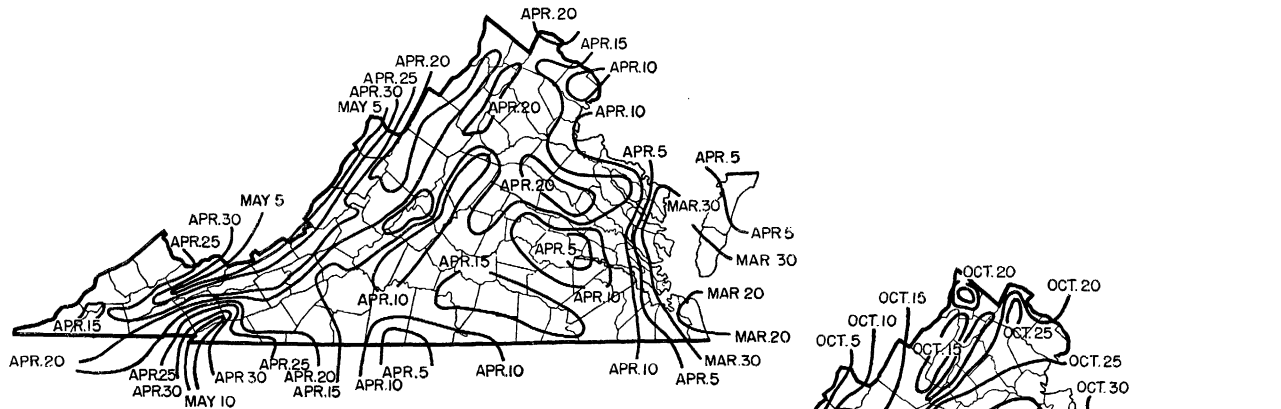 APR. 20
APR. 15
APR. 20
APR. 10
APR. 25
APR. 30
MAY 5
APR. 20
APR. 10
APR. 5
APR. 5
APR. 20
MAY 5
MAR. 30
APR. 30
APR. 5
APR. 25
APR. 5
APR. 15
MAR 30
OCT. 20
OCT. 20
APR. 10
APR. 10
MAR 20
OCT. 15
APR. 15
OCT. 10
OCT. 25
MAR. 20
OCT. 5
OCT. 15
APR. 20
MAR. 30
OCT. 25
APR. 25
APR. 30
APR. 25
APR. 20
APR. 5
APR. 10
APR. 10
APR. 5
APR. 30
APR. 15
APR. 10
OCT. 30
MAY 10